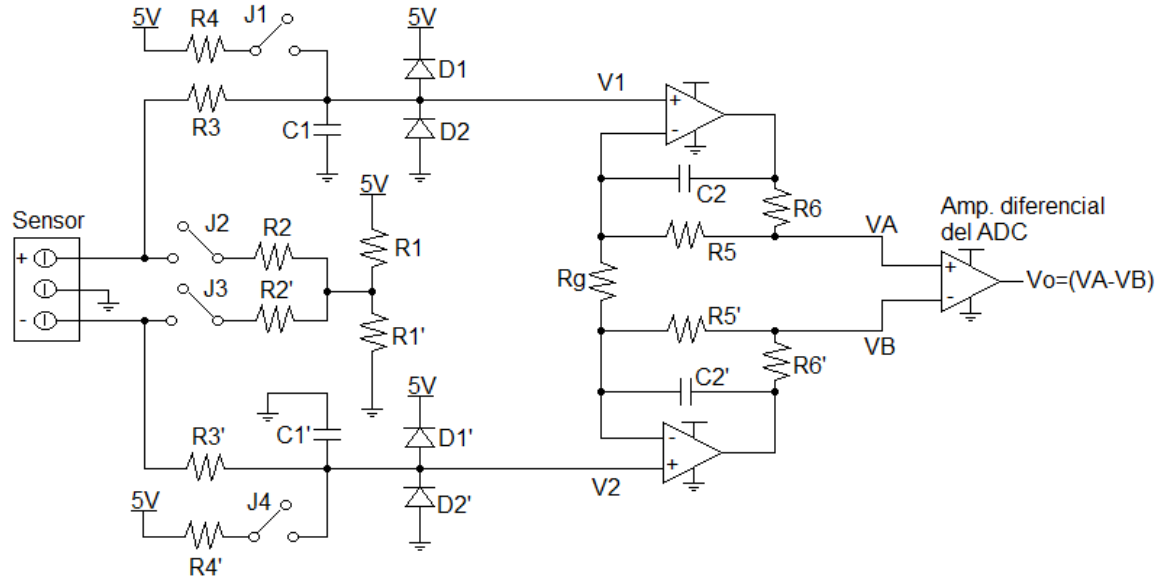 5V
R4
J1
5V
D1
V1
+
-
R3
C1
D2
C2
R6
5V
Sensor
J2
R2
R1
VA
Amp. diferencial
del ADC
+
R5
+
-
Vo=(VA-VB)
Rg
J3
R2'
-
R1'
R5'
VB
R6'
C2'
5V
C1'
D1'
R3'
-
+
V2
5V
J4
D2'
R4'